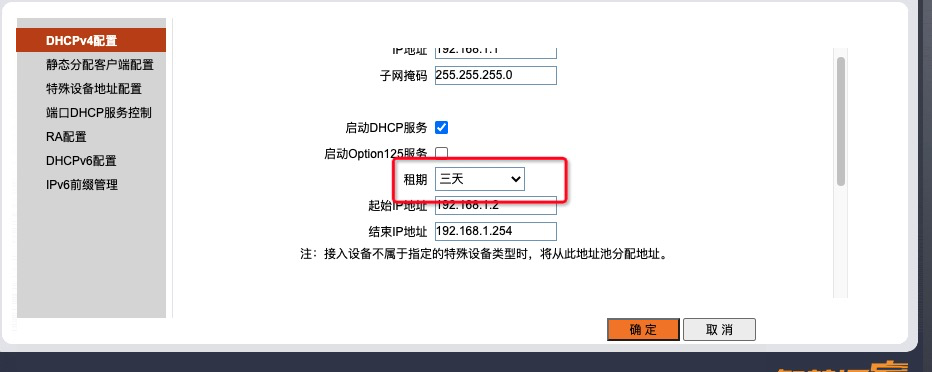 DHCPv4配置
静态分配客户端配置
特殊设备地址配置
端口DHCP服务控制
RA配置
DHCPv6配置
IPv6前缀管理
IP地址 192.168.1.1
子网掩码 255.255.255.0
启动DHCP服务
启动Option125服务
租期 三天
起始IP地址 192.168.1.2
结束IP地址 192.168.1.254
注：接入设备不属于指定的特殊设备类型时，将从此地址池分配地址。
确 定 取 消